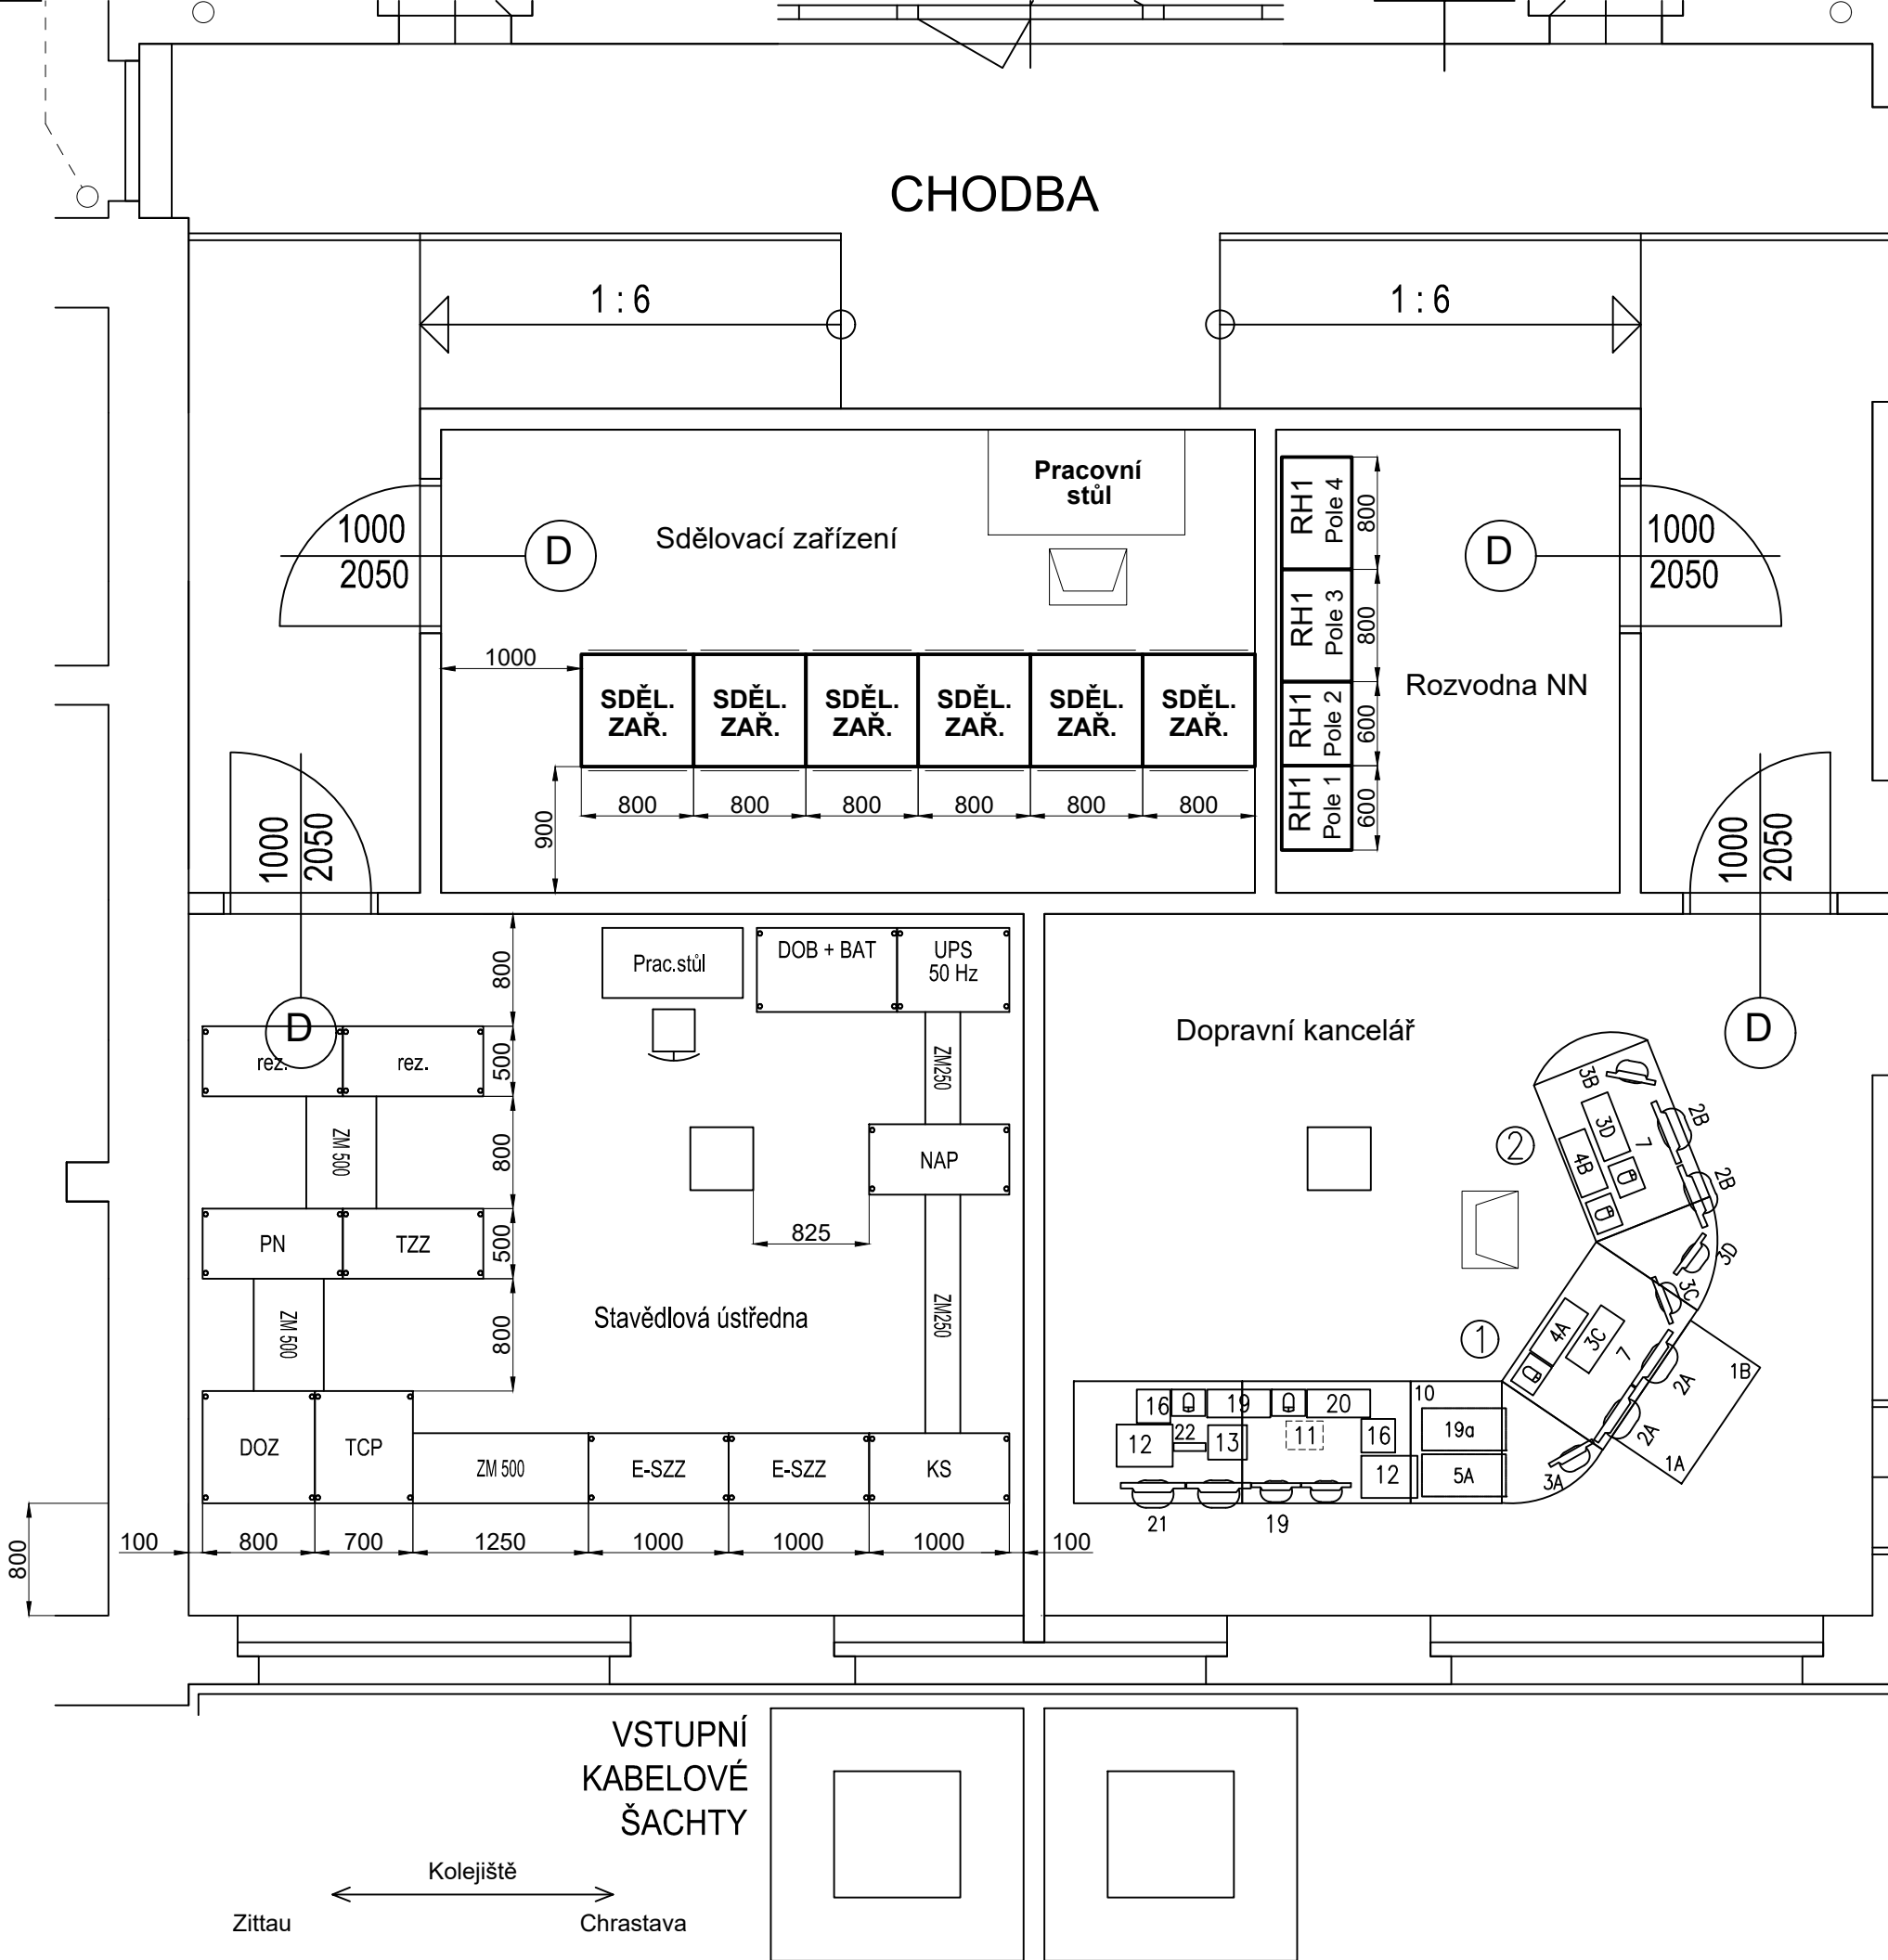 CHODBA
1 : 6
1 : 6
Pracovní
stůl
Sdělovací zařízení
1000
2050
D
RH1
Pole 4
800
D
1000
2050
RH1
Pole 3
800
1000
SDĚL.
ZAŘ.
SDĚL.
ZAŘ.
SDĚL.
ZAŘ.
SDĚL.
ZAŘ.
SDĚL.
ZAŘ.
SDĚL.
ZAŘ.
RH1
Pole 2
600
Rozvodna NN
RH1
Pole 1
600
900
800
800
800
800
800
800
1000
2050
1000
2050
D
D
800
Prac.stůl
DOB + BAT
UPS
50 Hz
rez.
rez.
500
ZM250
ZM 500
800
NAP
PN
TZZ
500
825
ZM 500
800
Stavědlová ústředna
ZM250
DOZ
TCP
ZM 500
E-SZZ
E-SZZ
KS
100
800
700
1250
1000
1000
1000
100
800
Dopravní kancelář
3B
3D
7
2B
4B
2B
2
3D
3C
1
4A
3C
7
2A
1B
2A
1A
3A
16
19
20
10
12
22
13
11
16
19a
12
5A
21
19
VSTUPNÍ
KABELOVÉ
ŠACHTY
Kolejiště
Zittau
Chrastava